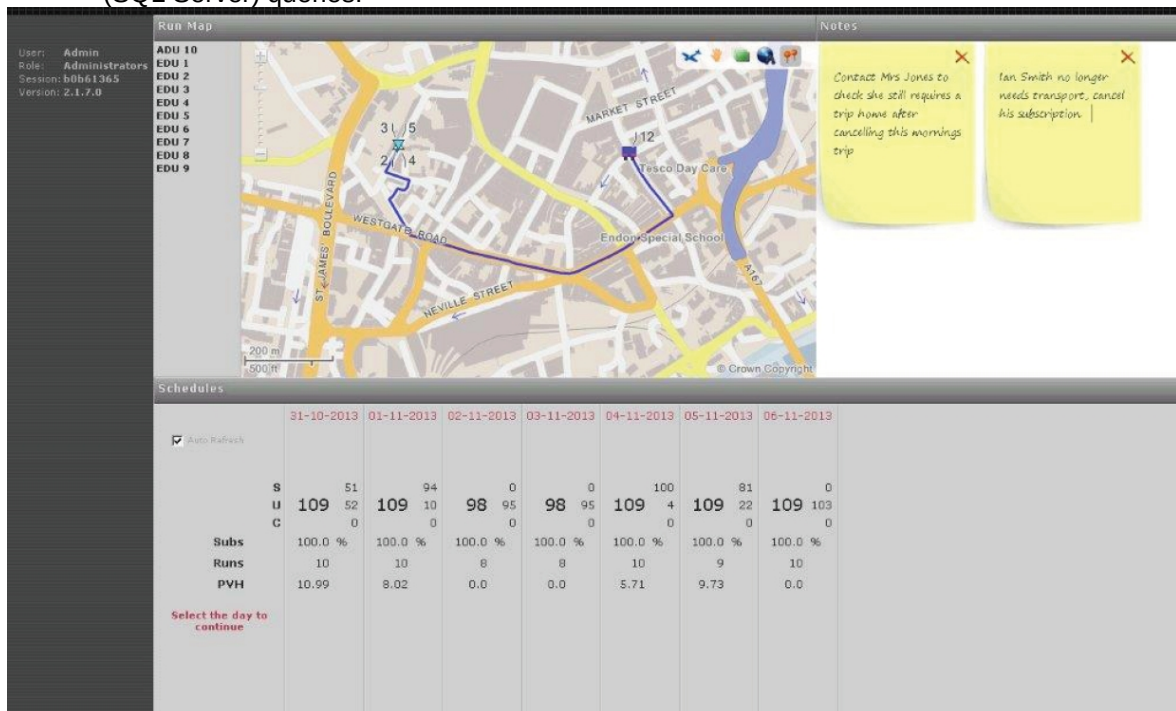 (SQL Server) queries.
Run Map
Notes
User: Admin
Role: Administrators
Session: b0b61365
Version: 2.1.7.0
ADU 10
EDU 1
EDU 2
EDU 3
EDU 4
EDU 5
EDU 6
EDU 7
EDU 8
EDU 9
3 5
2 4
MARKET STREET
12
Tesco Day Care
ST JAMES' BOULEVARD
WESTGATE ROAD
Endon Special School
A167
NEVILLE STREET
200 m
500 ft
© Crown Copyright
Contact Mrs Jones to
check she still requires a
trip home after
cancelling this mornings
trip
Ian Smith no longer
needs transport, cancel
his subscription
Schedules
31-10-2013 01-11-2013 02-11-2013 03-11-2013 04-11-2013 05-11-2013 06-11-2013
Auto Refresh
S 51 94 0 0 100 81 0
U 109 52 109 10 98 95 98 95 109 4 109 22 109 103
C 0 0 0 0 0 0 0
Subs 100.0 % 100.0 % 100.0 % 100.0 % 100.0 % 100.0 % 100.0 %
Runs 10 10 8 8 10 9 10
PVH 10.99 8.02 0.0 0.0 5.71 9.73 0.0
Select the day to
continue